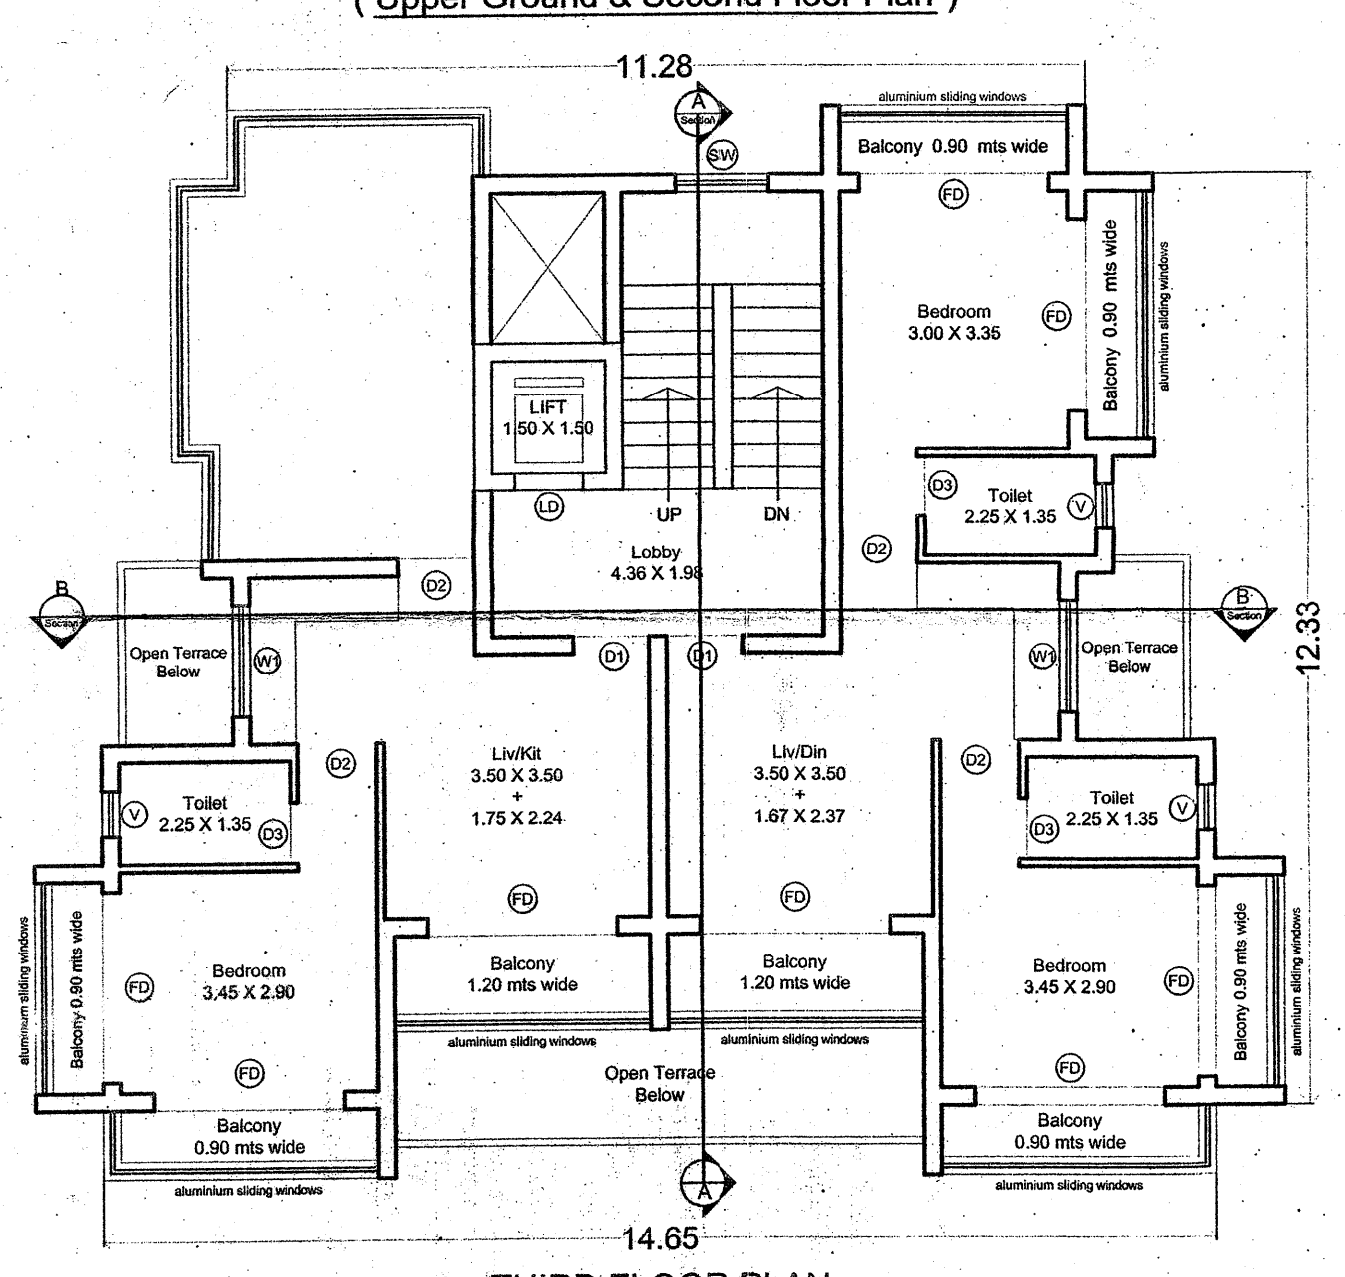 ( Upper Ground & Second Floor Plan )
11.28
A
Section
SW
aluminium sliding windows
Balcony 0.90 mts wide
FD
Balcony 0.90 mts wide
aluminium sliding windows
Bedroom
3.00 X 3.35
FD
LIFT
1.50 X 1.50
LD
UP
DN
D3
Toilet
2.25 X 1.35
V
D2
Lobby
4.36 X 1.98
D2
B
Section
B
Section
12.33
Open Terrace
Below
W1
D1
D1
W1
Open Terrace
Below
D2
Liv/Kit
3.50 X 3.50
+
1.75 X 2.24
Liv/Din
3.50 X 3.50
+
1.67 X 2.37
D2
V
Toilet
2.25 X 1.35
D3
D3
Toilet
2.25 X 1.35
V
FD
FD
aluminium sliding windows
Balcony 0.90 mts wide
FD
Bedroom
3.45 X 2.90
FD
Balcony
1.20 mts wide
Balcony
1.20 mts wide
Bedroom
3.45 X 2.90
FD
FD
Balcony 0.90 mts wide
aluminium sliding windows
aluminium sliding windows
aluminium sliding windows
Open Terrace
Below
Balcony
0.90 mts wide
Balcony
0.90 mts wide
aluminium sliding windows
A
aluminium sliding windows
14.65
THIRD FLOOR PLAN